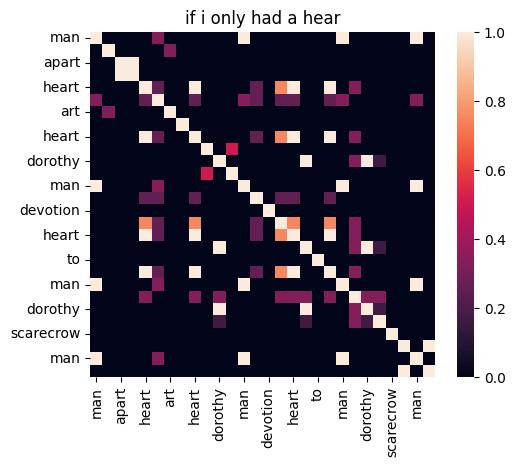 if i only had a hear
man
apart
heart
art
heart
dorothy
man
devotion
heart
to
man
dorothy
scarecrow
man
1.0
0.8
0.6
0.4
0.2
0.0
man
apart
heart
art
heart
dorothy
man
devotion
heart
to
man
dorothy
scarecrow
man